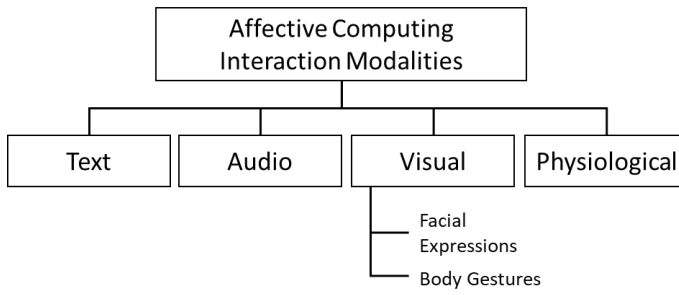 Affective Computing
Interaction Modalities
Text
Audio
Visual
Physiological
Facial
Expressions
Body Gestures